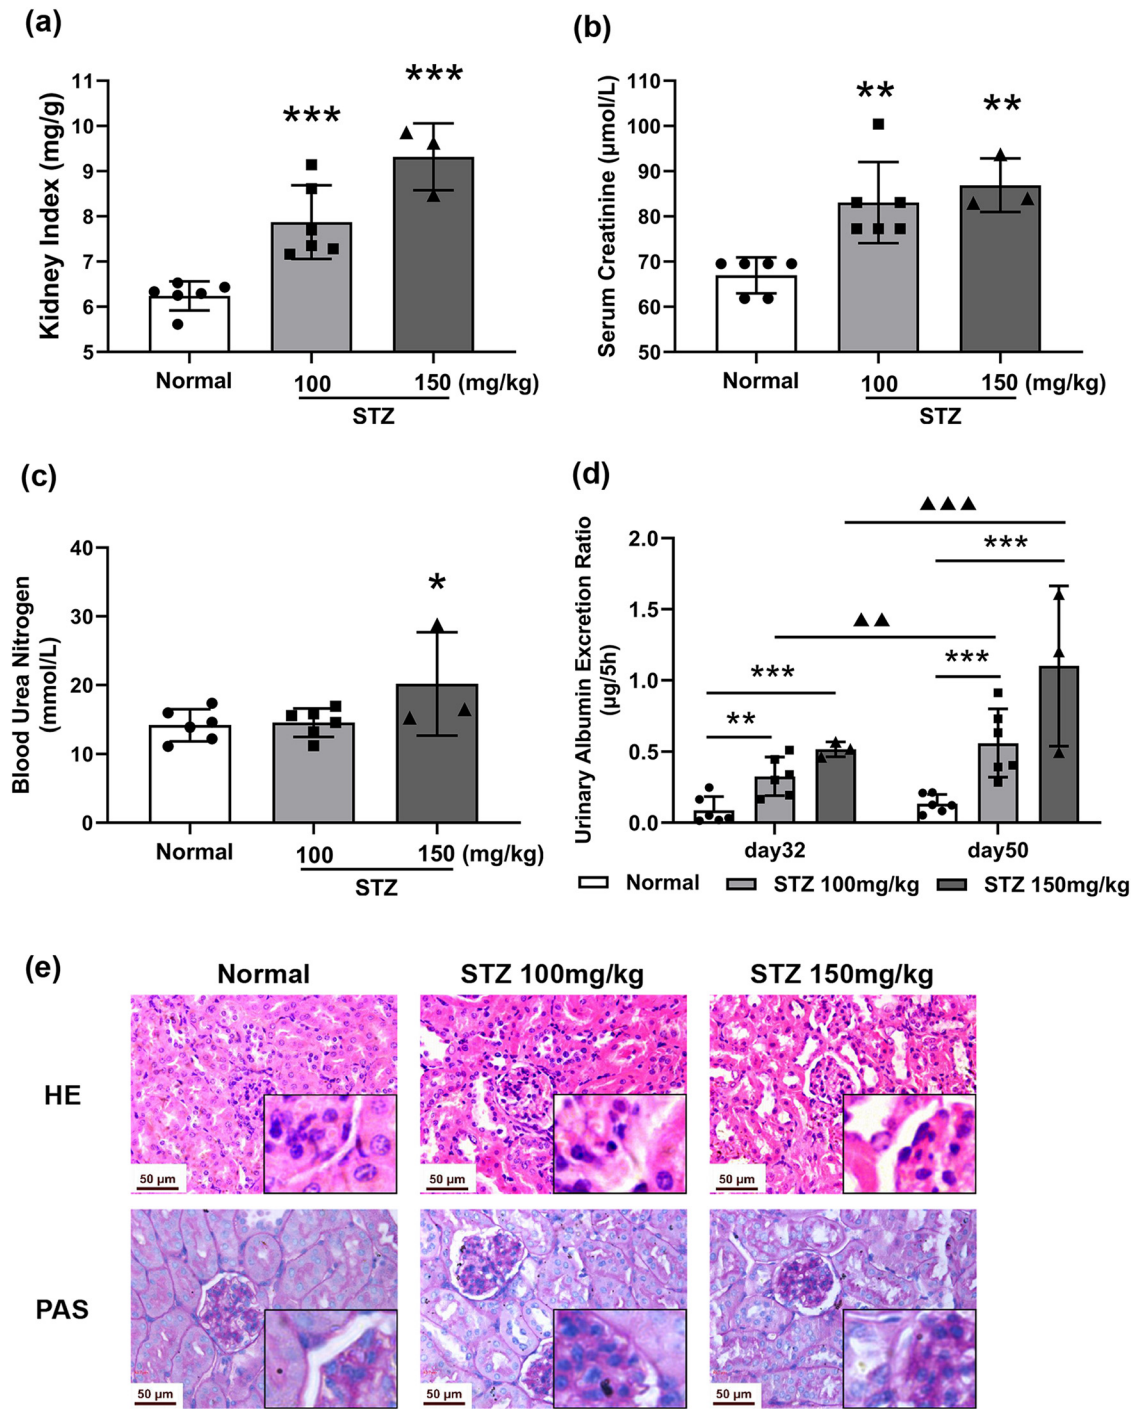 (a)
Kidney Index (mg/g)
11
10
9
8
7
6
5
***
***
Normal
100
150 (mg/kg)
STZ
(b)
Serum Creatinine (μmol/L)
110
100
90
80
70
60
50
**
**
Normal
100
150 (mg/kg)
STZ
(c)
Blood Urea Nitrogen
(mmol/L)
40
30
20
10
0
*
Normal
100
150 (mg/kg)
STZ
(d)
Urinary Albumin Excretion Ratio
(μg/5h)
2.0
1.5
1.0
0.5
0.0
▲▲▲
***
▲▲
***
***
**
day32
day50
Normal
STZ 100mg/kg
STZ 150mg/kg
(e)
Normal
STZ 100mg/kg
STZ 150mg/kg
HE
50 μm
50 μm
50 μm
PAS
50 μm
50 μm
50 μm